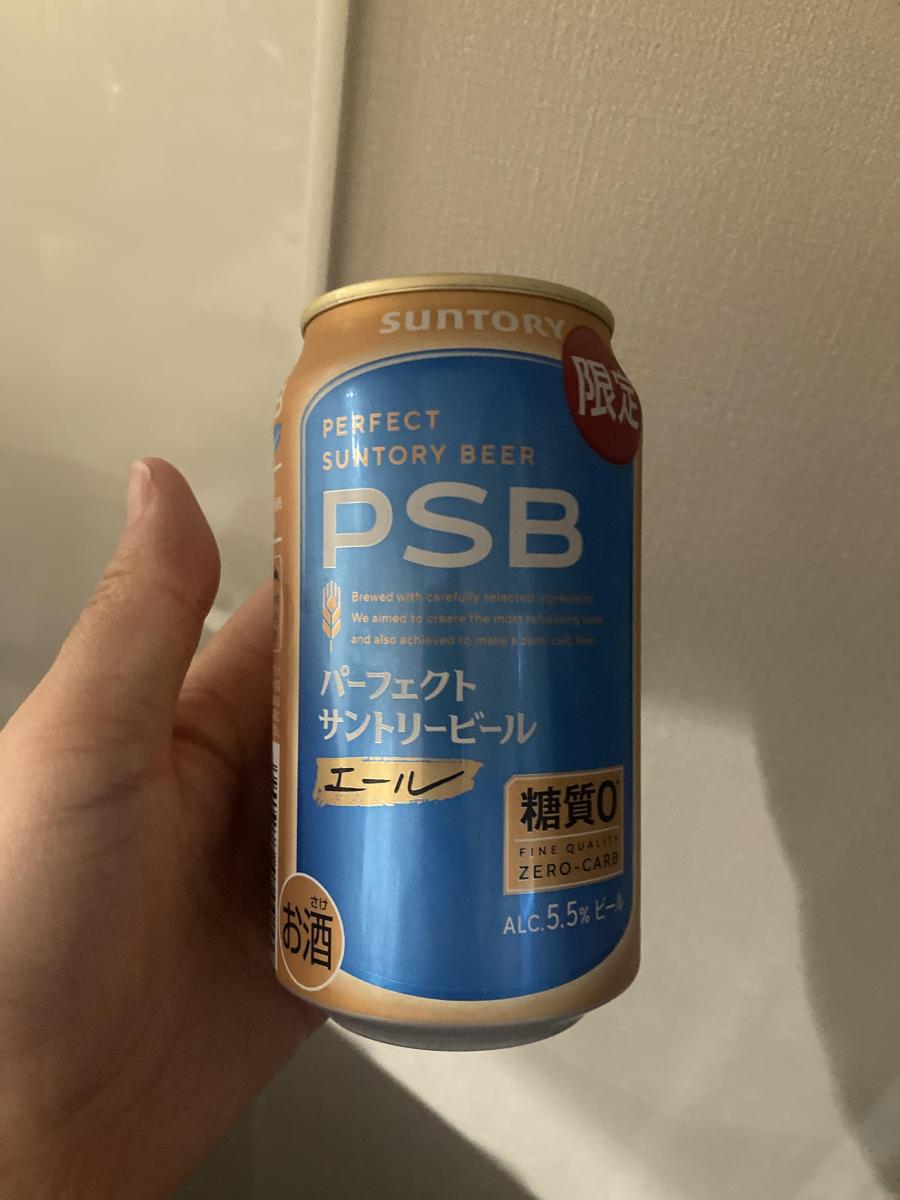 SUNTORY
限定
PERFECT
SUNTORY BEER
PSB
Brewed with carefully selected ingredients.
We aimed to create the most refreshing taste
and also achieved to make a zero-carb beer.
パーフェクト
サントリービール
エール
糖質0*
FINE QUALITY
ZERO-CARB
ALC.5.5% ビール
さけ
お酒